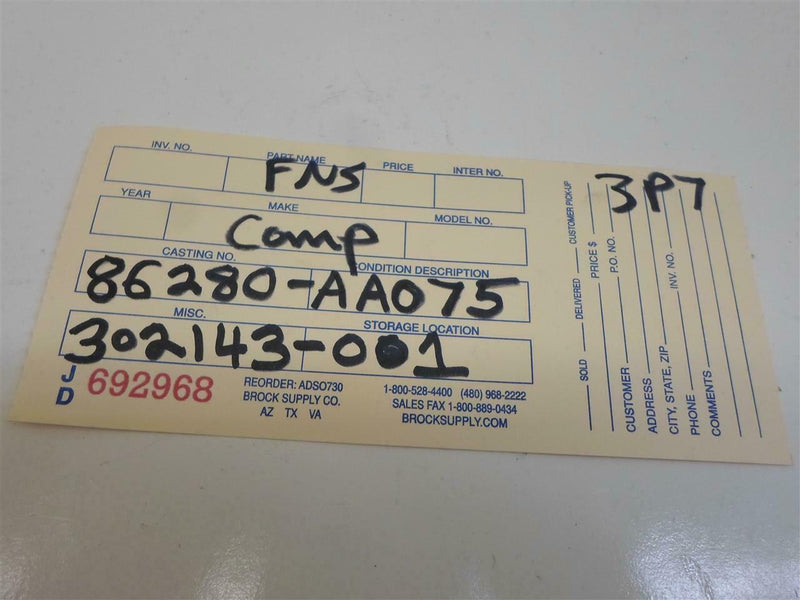 INV. NO. PART NAME PRICE INTER NO.
FNS
YEAR MAKE MODEL NO.
Comp
CASTING NO. CONDITION DESCRIPTION
86280-AA075
MISC. STORAGE LOCATION
302143-001
JD 692968
REORDER: ADSO730
BROCK SUPPLY CO.
AZ TX VA
1-800-528-4400 (480) 968-2222
SALES FAX 1-800-889-0434
BROCKSUPPLY.COM
3P7
SOLD DELIVERED CUSTOMER PICK-UP
PRICE $
P.O. NO.
CUSTOMER
ADDRESS
CITY, STATE, ZIP INV. NO.
PHONE
COMMENTS